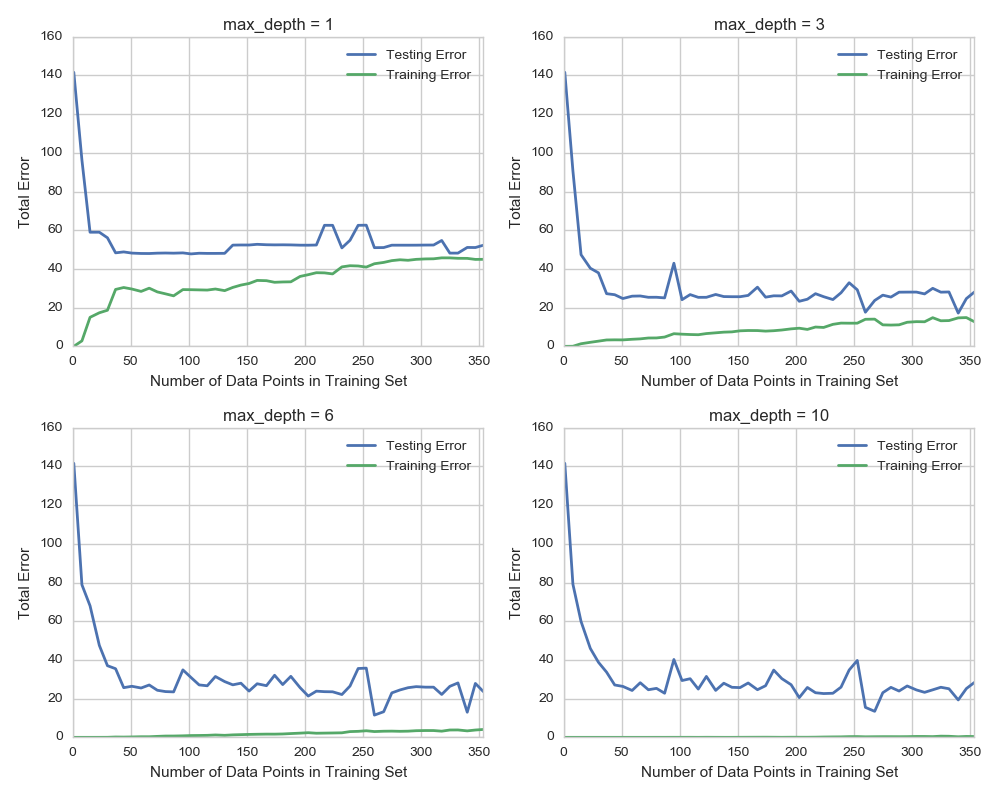 max_depth = 1
160
140
120
100
80
60
40
20
0
Total Error
Testing Error
Training Error
0 50 100 150 200 250 300 350
Number of Data Points in Training Set
max_depth = 3
160
140
120
100
80
60
40
20
0
Total Error
Testing Error
Training Error
0 50 100 150 200 250 300 350
Number of Data Points in Training Set
max_depth = 6
160
140
120
100
80
60
40
20
0
Total Error
Testing Error
Training Error
0 50 100 150 200 250 300 350
Number of Data Points in Training Set
max_depth = 10
160
140
120
100
80
60
40
20
0
Total Error
Testing Error
Training Error
0 50 100 150 200 250 300 350
Number of Data Points in Training Set